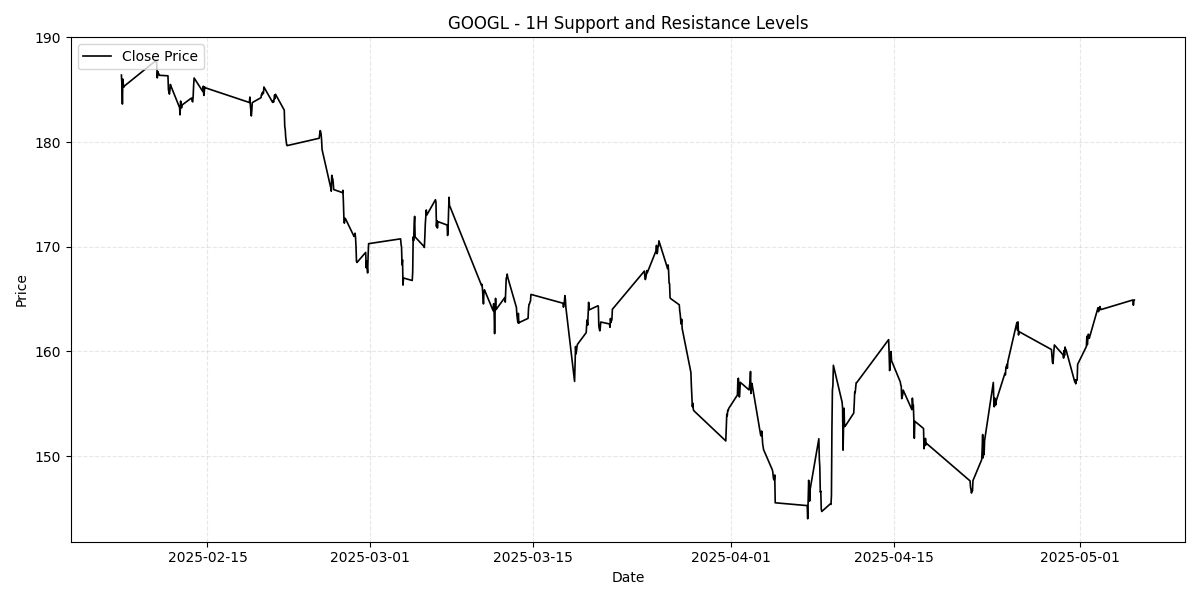 GOOGL - 1H Support and Resistance Levels
Close Price
190
180
170
160
150
Price
2025-02-15 2025-03-01 2025-03-15 2025-04-01 2025-04-15 2025-05-01
Date